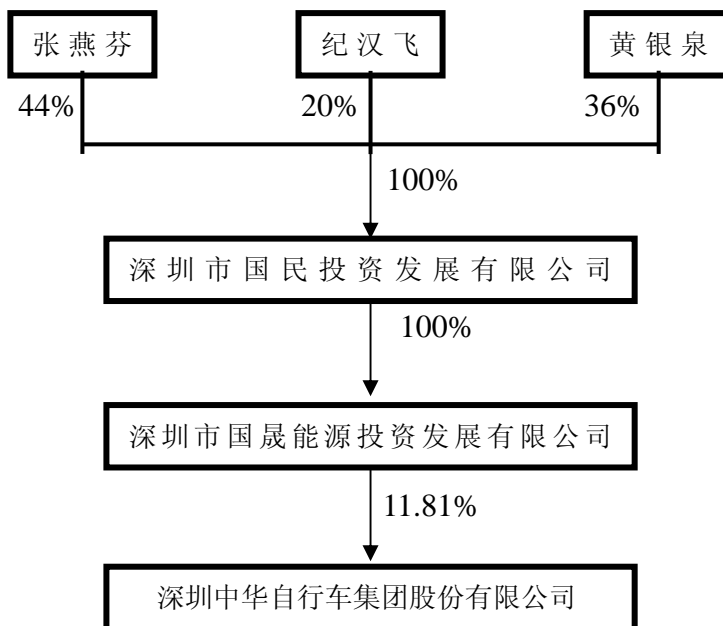 张燕芬 纪汉飞 黄银泉
44% 20% 36%
100%
深圳市国民投资发展有限公司
100%
深圳市国晟能源投资发展有限公司
11.81%
深圳中华自行车集团股份有限公司